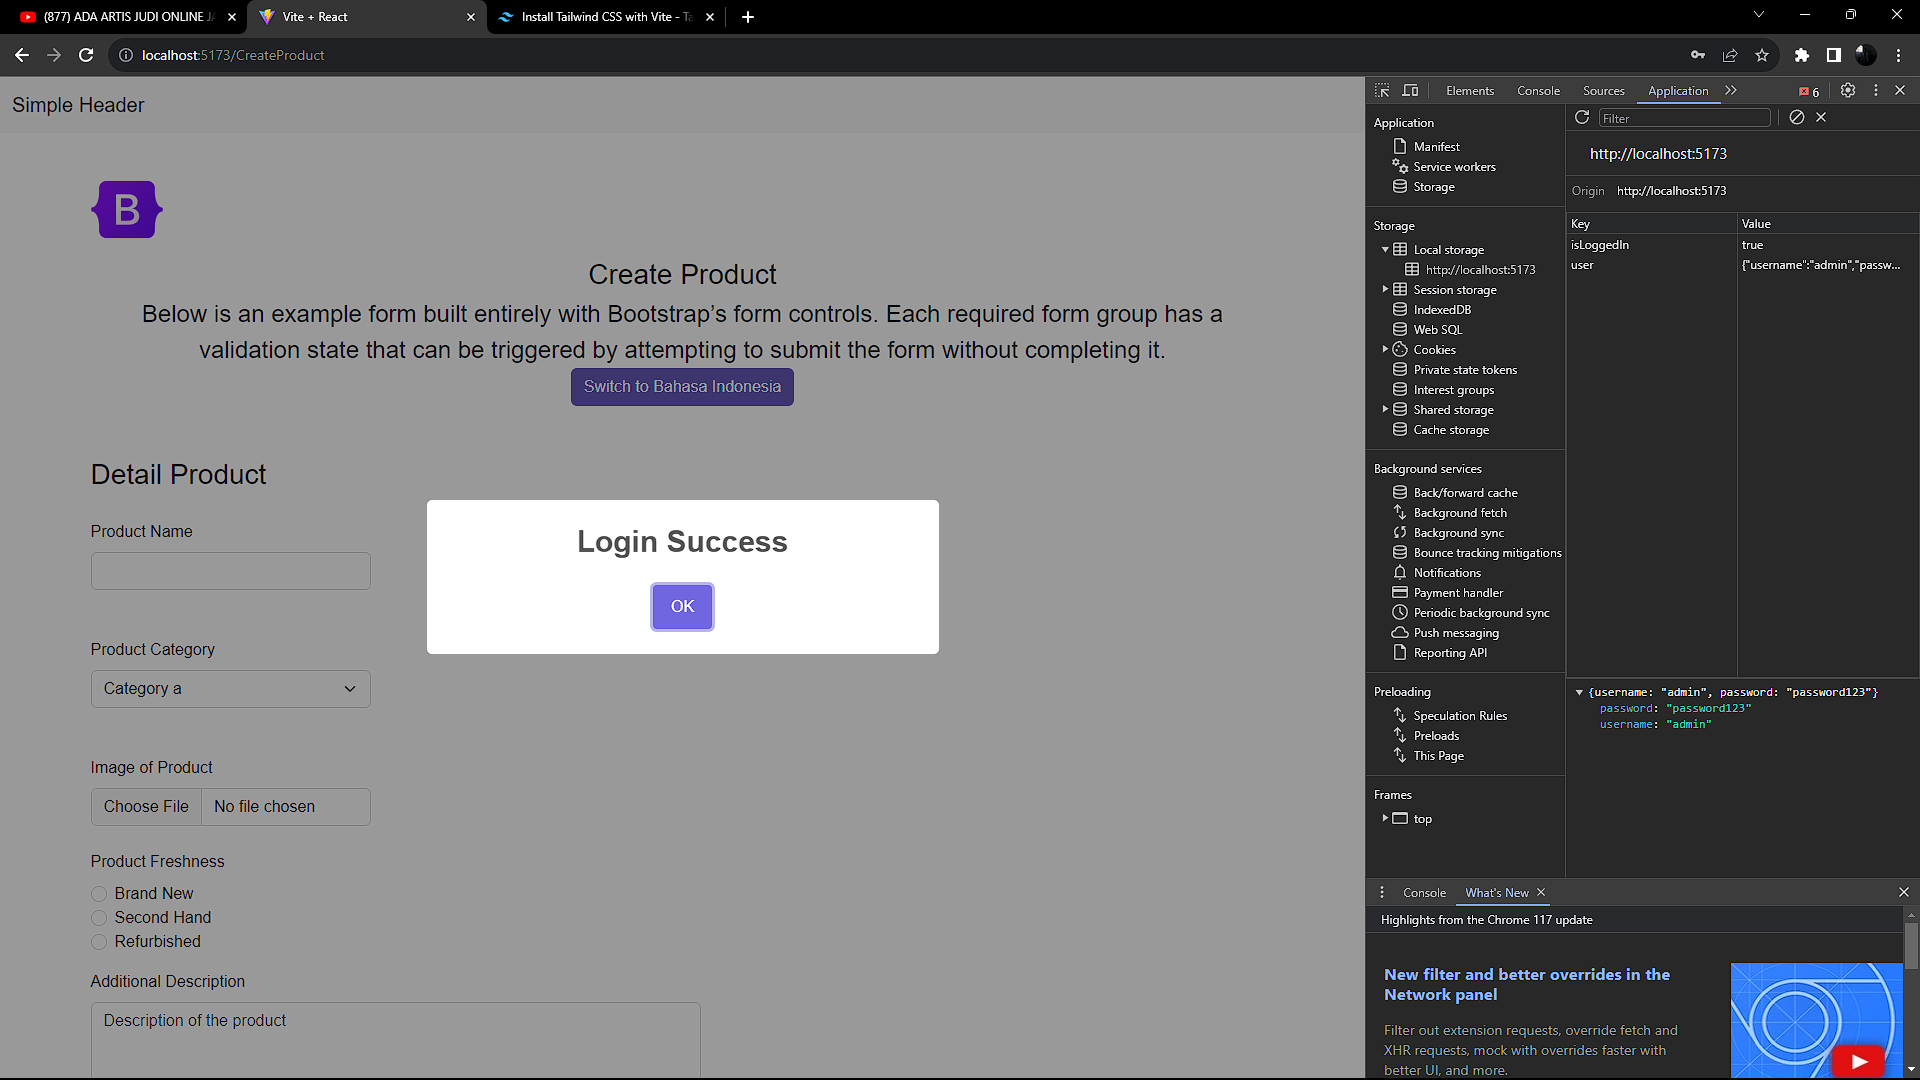 (877) ADA ARTIS JUDI ONLINE
Vite + React
Install Tailwind CSS with Vite -
localhost:5173/CreateProduct
Simple Header
B
Create Product
Below is an example form built entirely with Bootstrap’s form controls. Each required form group has a
validation state that can be triggered by attempting to submit the form without completing it.
Switch to Bahasa Indonesia
Detail Product
Product Name
Product Category
Category a
Image of Product
Choose File No file chosen
Product Freshness
Brand New
Second Hand
Refurbished
Additional Description
Description of the product
Login Success
OK
Elements Console Sources Application 6
Application
Manifest
Service workers
Storage
Storage
Local storage
http://localhost:5173
Session storage
IndexedDB
Web SQL
Cookies
Private state tokens
Interest groups
Shared storage
Cache storage
Background services
Back/forward cache
Background fetch
Background sync
Bounce tracking mitigations
Notifications
Payment handler
Periodic background sync
Push messaging
Reporting API
Preloading
Speculation Rules
Preloads
This Page
Frames
top
Filter
http://localhost:5173
Origin http://localhost:5173
Key Value
isLoggedIn true
user {"username":"admin","passw...
{username: "admin", password: "password123"}
password: "password123"
username: "admin"
Console What's New
Highlights from the Chrome 117 update
New filter and better overrides in the
Network panel
Filter out extension requests, override fetch and
XHR requests, mock with overrides faster with
better UI, and more.